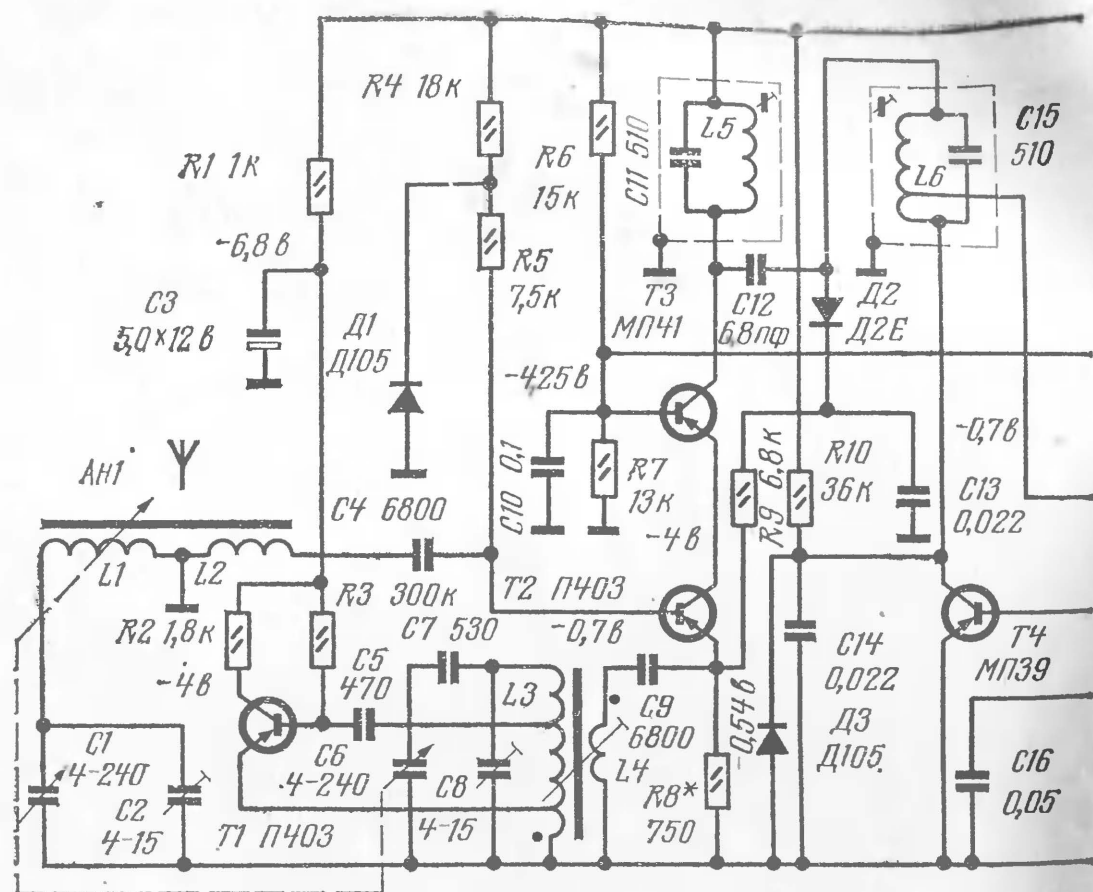 R4 18к
R1 1к
R6
15к
L5
C11 510
L6
C15
510
-6,8в
C3
5,0×12в
Д1
Д105
R5
7,5к
T3
МП41
C12
6,8пф
Д2
Д2Е
-4,25в
Ан1
C10 0,1
R7
13к
-4в
R9 6,8к
R10
36к
-0,7в
C13
0,022
C4 6800
L1
L2
R3 300к
T2 П403
R2 1,8к
C7 530
-0,7в
C5
470
-4в
L3
C9
6800
L4
-0,54в
C14
0,022
Д3
Д105
T4
МП39
C1
4-240
C2
4-15
C6
4-240
C8
4-15
R8*
750
C16
0,05
T1 П403